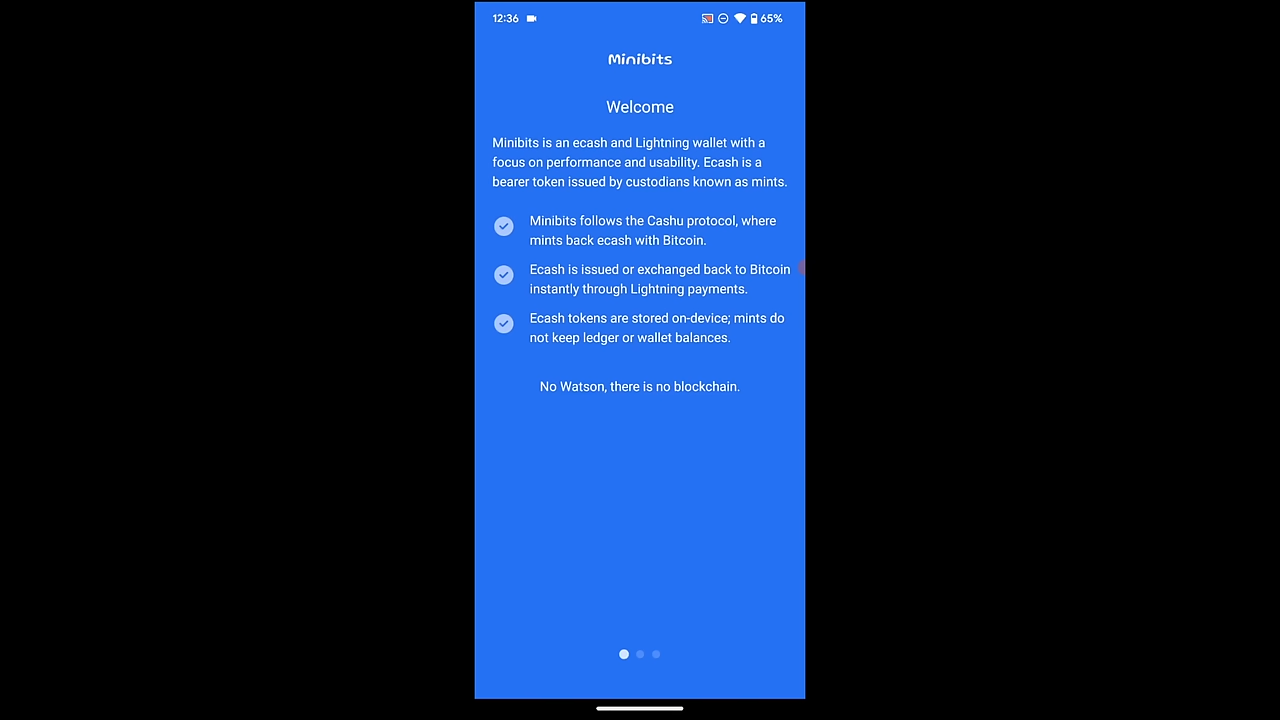 12:36
65%
Minibits
Welcome
Minibits is an ecash and Lightning wallet with a
focus on performance and usability. Ecash is a
bearer token issued by custodians known as mints.
Minibits follows the Cashu protocol, where
mints back ecash with Bitcoin.
Ecash is issued or exchanged back to Bitcoin
instantly through Lightning payments.
Ecash tokens are stored on-device; mints do
not keep ledger or wallet balances.
No Watson, there is no blockchain.